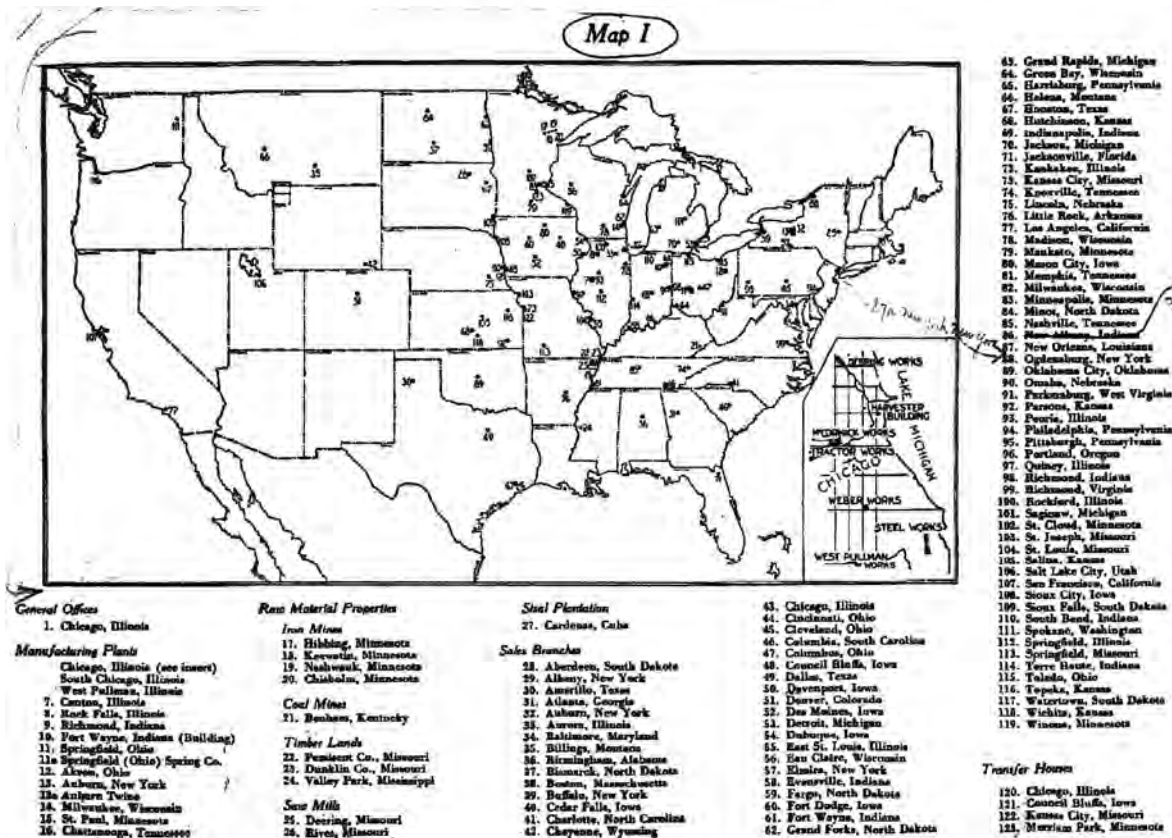 Map I
SPRING WORKS
LAKE MICHIGAN
HARVESTER
BUILDING
McCORMICK WORKS
TRACTOR WORKS
CHICAGO
WEBER WORKS
STEEL WORKS
WEST PULLMAN
WORKS
General Offices
1. Chicago, Illinois
Manufacturing Plants
Chicago, Illinois (see insert)
South Chicago, Illinois
West Pullman, Illinois
7. Canton, Illinois
8. Rock Falls, Illinois
9. Richmond, Indiana
10. Fort Wayne, Indiana (Building)
11. Springfield, Ohio
11a Springfield (Ohio) Spring Co.
12. Akron, Ohio
13. Auburn, New York
13a Auburn Twine
14. Milwaukee, Wisconsin
15. St. Paul, Minnesota
16. Chattanooga, Tennessee
Raw Material Properties
Iron Mines
17. Hibbing, Minnesota
18. Keewatin, Minnesota
19. Nashwauk, Minnesota
20. Chisholm, Minnesota
Coal Mines
21. Benham, Kentucky
Timber Lands
22. Pemiscot Co., Missouri
23. Dunklin Co., Missouri
24. Valley Park, Mississippi
Saw Mills
25. Deering, Missouri
26. Rives, Missouri
Sisal Plantation
27. Cardenas, Cuba
Sales Branches
28. Aberdeen, South Dakota
29. Albany, New York
30. Amarillo, Texas
31. Atlanta, Georgia
32. Auburn, New York
33. Aurora, Illinois
34. Baltimore, Maryland
35. Billings, Montana
36. Birmingham, Alabama
37. Bismarck, North Dakota
38. Boston, Massachusetts
39. Buffalo, New York
40. Cedar Falls, Iowa
41. Charlotte, North Carolina
42. Cheyenne, Wyoming
43. Chicago, Illinois
44. Cincinnati, Ohio
45. Cleveland, Ohio
46. Columbia, South Carolina
47. Columbus, Ohio
48. Council Bluffs, Iowa
49. Dallas, Texas
50. Davenport, Iowa
51. Denver, Colorado
52. Des Moines, Iowa
53. Detroit, Michigan
54. Dubuque, Iowa
55. East St. Louis, Illinois
56. Eau Claire, Wisconsin
57. Elmira, New York
58. Evansville, Indiana
59. Fargo, North Dakota
60. Fort Dodge, Iowa
61. Fort Wayne, Indiana
62. Grand Forks, North Dakota
63. Grand Rapids, Michigan
64. Green Bay, Wisconsin
65. Harrisburg, Pennsylvania
66. Helena, Montana
67. Houston, Texas
68. Hutchinson, Kansas
69. Indianapolis, Indiana
70. Jackson, Michigan
71. Jacksonville, Florida
72. Kankakee, Illinois
73. Kansas City, Missouri
74. Knoxville, Tennessee
75. Lincoln, Nebraska
76. Little Rock, Arkansas
77. Los Angeles, California
78. Madison, Wisconsin
79. Mankato, Minnesota
80. Mason City, Iowa
81. Memphis, Tennessee
82. Milwaukee, Wisconsin
83. Minneapolis, Minnesota
84. Minot, North Dakota
85. Nashville, Tennessee
86. New Albany, Indiana
87. New Orleans, Louisiana
87a New York New York
88. Ogdensburg, New York
89. Oklahoma City, Oklahoma
90. Omaha, Nebraska
91. Parkersburg, West Virginia
92. Parsons, Kansas
93. Peoria, Illinois
94. Philadelphia, Pennsylvania
95. Pittsburgh, Pennsylvania
96. Portland, Oregon
97. Quincy, Illinois
98. Richmond, Indiana
99. Richmond, Virginia
100. Rockford, Illinois
101. Saginaw, Michigan
102. St. Cloud, Minnesota
103. St. Joseph, Missouri
104. St. Louis, Missouri
105. Salina, Kansas
106. Salt Lake City, Utah
107. San Francisco, California
108. Sioux City, Iowa
109. Sioux Falls, South Dakota
110. South Bend, Indiana
111. Spokane, Washington
112. Springfield, Illinois
113. Springfield, Missouri
114. Terre Haute, Indiana
115. Toledo, Ohio
116. Topeka, Kansas
117. Watertown, South Dakota
118. Wichita, Kansas
119. Winona, Minnesota
Transfer Houses
120. Chicago, Illinois
121. Council Bluffs, Iowa
122. Kansas City, Missouri
123. Merriam Park, Minnesota